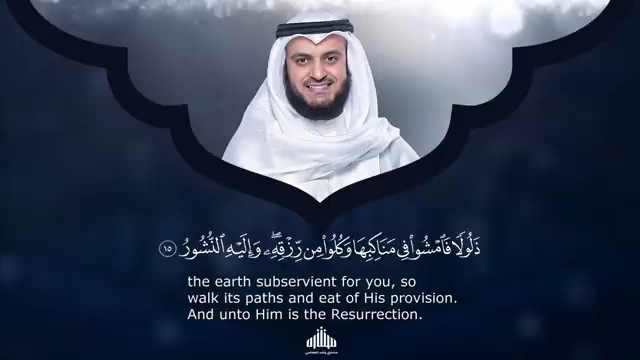 ذَلُولًا فَامْشُوا۟ فِى مَنَاكِبِهَا وَكُلُوا۟ مِن رِّزْقِهِۦ ۖ وَإِلَيْهِ النُّشُورُ ١٥
the earth subservient for you, so
walk its paths and eat of His provision.
And unto Him is the Resurrection.